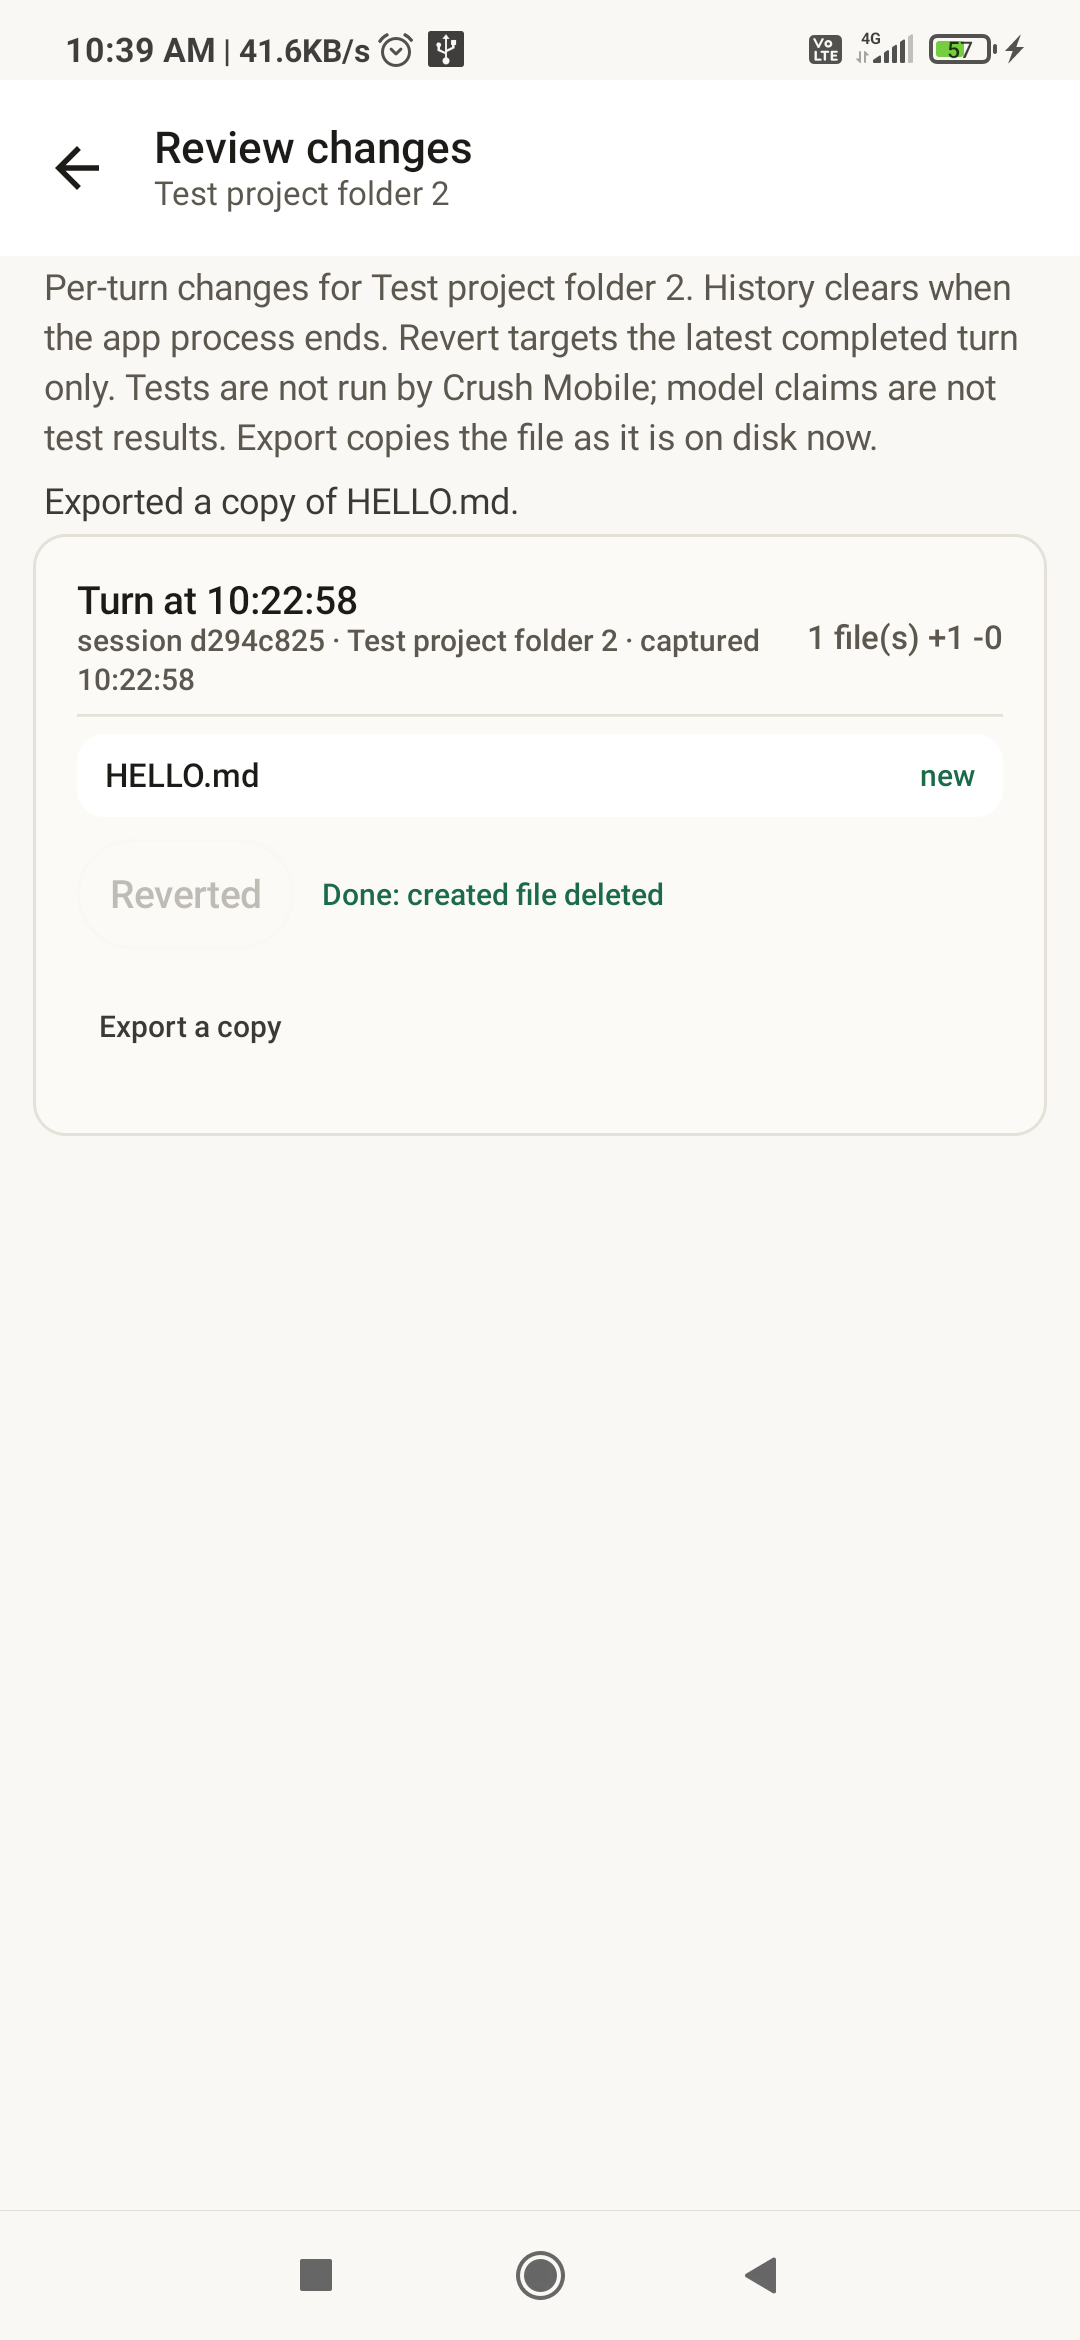 10:39 AM | 41.6KB/s
Vo LTE 4G 57
Review changes
Test project folder 2
Per-turn changes for Test project folder 2. History clears when
the app process ends. Revert targets the latest completed turn
only. Tests are not run by Crush Mobile; model claims are not
test results. Export copies the file as it is on disk now.
Exported a copy of HELLO.md.
Turn at 10:22:58
session d294c825 · Test project folder 2 · captured
10:22:58
1 file(s) +1 -0
HELLO.md
new
Reverted
Done: created file deleted
Export a copy